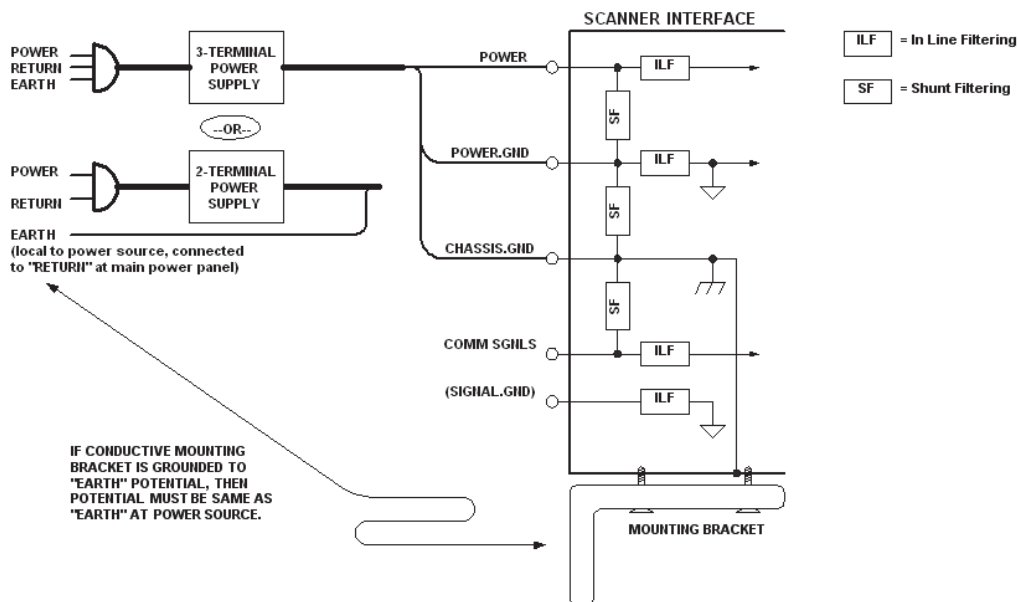 SCANNER INTERFACE
ILF = In Line Filtering
SF = Shunt Filtering
POWER
RETURN
EARTH
3-TERMINAL
POWER
SUPPLY
POWER
ILF
SF
--OR--
POWER.GND
ILF
POWER
RETURN
2-TERMINAL
POWER
SUPPLY
SF
EARTH
(local to power source, connected
to "RETURN" at main power panel)
CHASSIS.GND
SF
COMM SGNLS
ILF
(SIGNAL.GND)
ILF
IF CONDUCTIVE MOUNTING
BRACKET IS GROUNDED TO
"EARTH" POTENTIAL, THEN
POTENTIAL MUST BE SAME AS
"EARTH" AT POWER SOURCE.
MOUNTING BRACKET